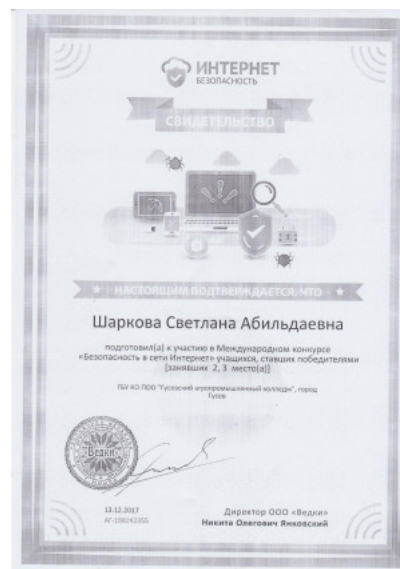 ИНТЕРНЕТ
БЕЗОПАСНОСТЬ
СВИДЕТЕЛЬСТВО
НАСТОЯЩИМ ПОДТВЕРЖДАЕТСЯ, ЧТО
Шаркова Светлана Абильдаевна
подготовил(а) к участию в Международном конкурсе
«Безопасность в сети Интернет» учащихся, ставших победителями
[занявших 2, 3 место(а)]
ГБУ КО ПОО "Гусевский агропромышленный колледж", город
Гусев
«Ведки»
13.12.2017
Директор ООО «Ведки»
Никита Олегович Янковский